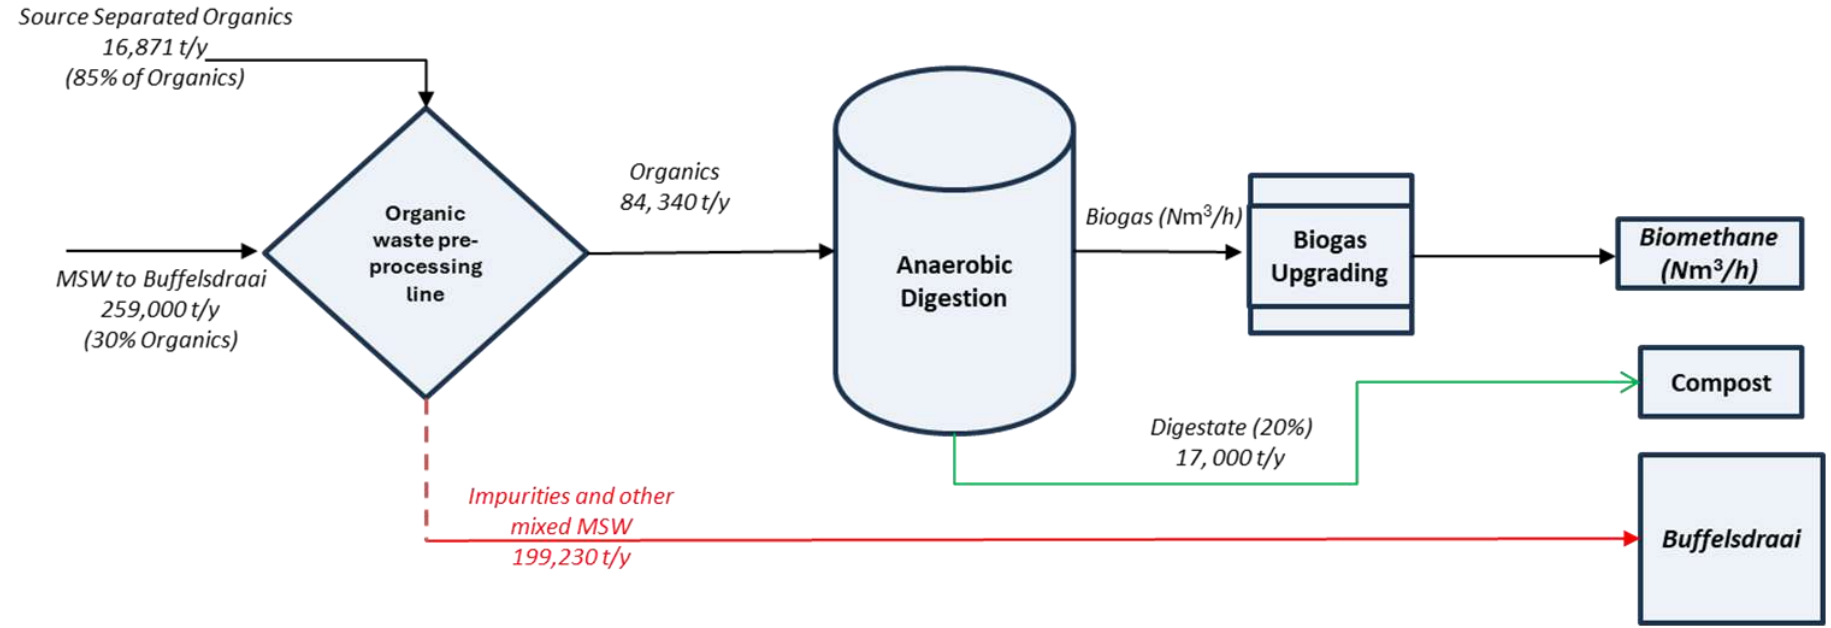 Source Separated Organics
16,871 t/y
(85% of Organics)
MSW to Buffelsdraai
259,000 t/y
(30% Organics)
Organic
waste pre-
processing
line
Organics
84, 340 t/y
Anaerobic
Digestion
Biogas (Nm³/h)
Biogas
Upgrading
Biomethane
(Nm³/h)
Digestate (20%)
17, 000 t/y
Compost
Impurities and other
mixed MSW
199,230 t/y
Buffelsdraai